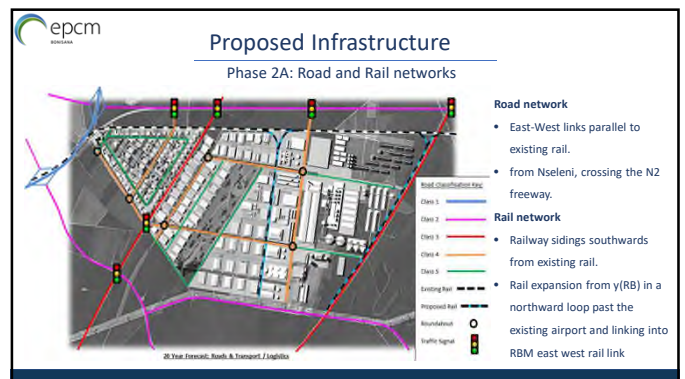 epcm
BONISANA
Proposed Infrastructure
Phase 2A: Road and Rail networks
Road network
• East-West links parallel to
existing rail.
• from Nseleni, crossing the N2
freeway.
Rail network
• Railway sidings southwards
from existing rail.
• Rail expansion from y(RB) in a
northward loop past the
existing airport and linking into
RBM east west rail link
Road Classification Key:
Class 1
Class 2
Class 3
Class 4
Class 5
Existing Rail
Proposed Rail
Roundabout
Traffic Signal
20 Year Forecast: Roads & Transport / Logistics